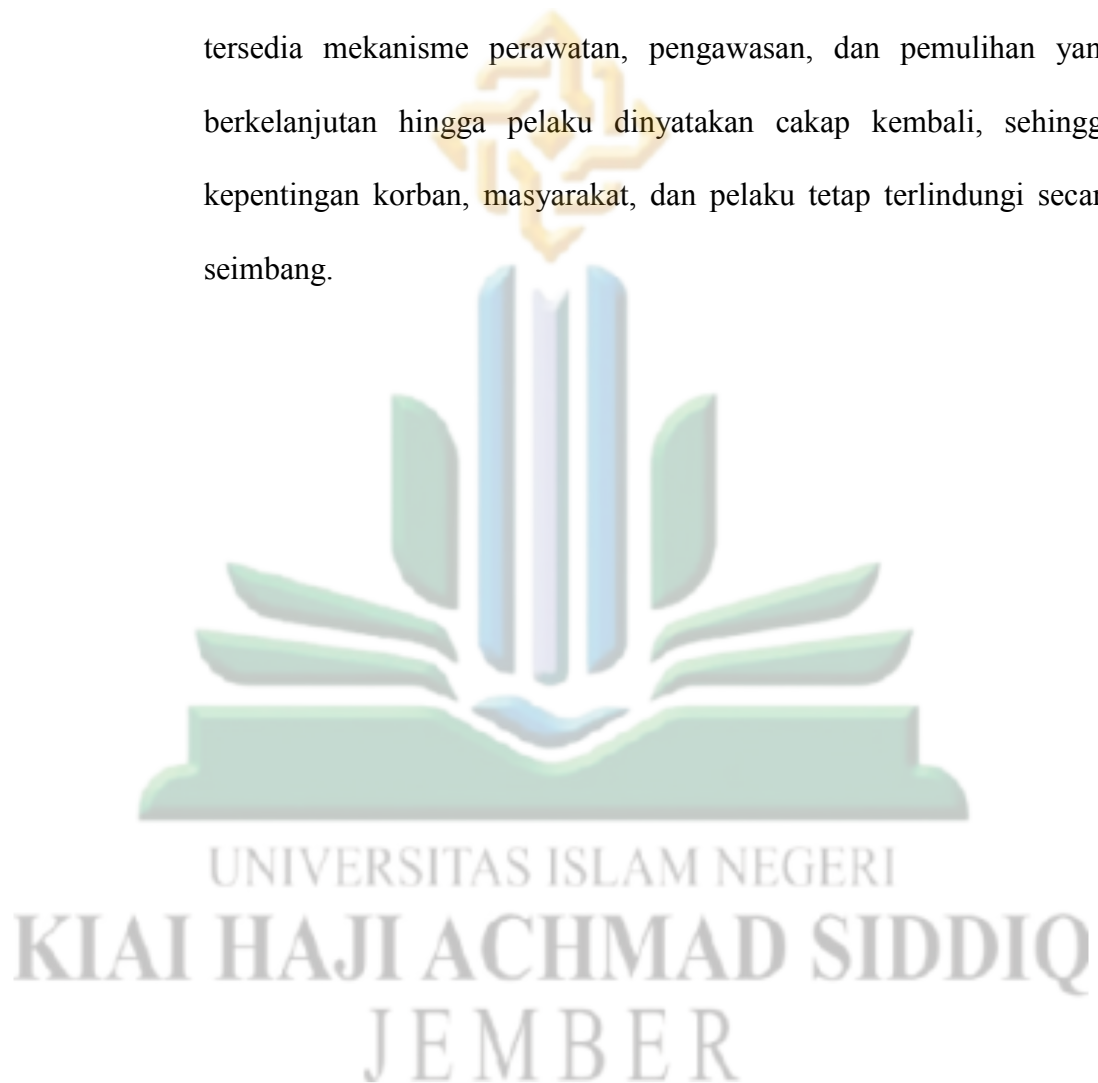 tersedia mekanisme perawatan, pengawasan, dan pemulihan yan
berkelanjutan hingga pelaku dinyatakan cakap kembali, sehingg
kepentingan korban, masyarakat, dan pelaku tetap terlindungi secar
seimbang.
UNIVERSITAS ISLAM NEGERI
KIAI HAJI ACHMAD SIDDIQ
JEMBER